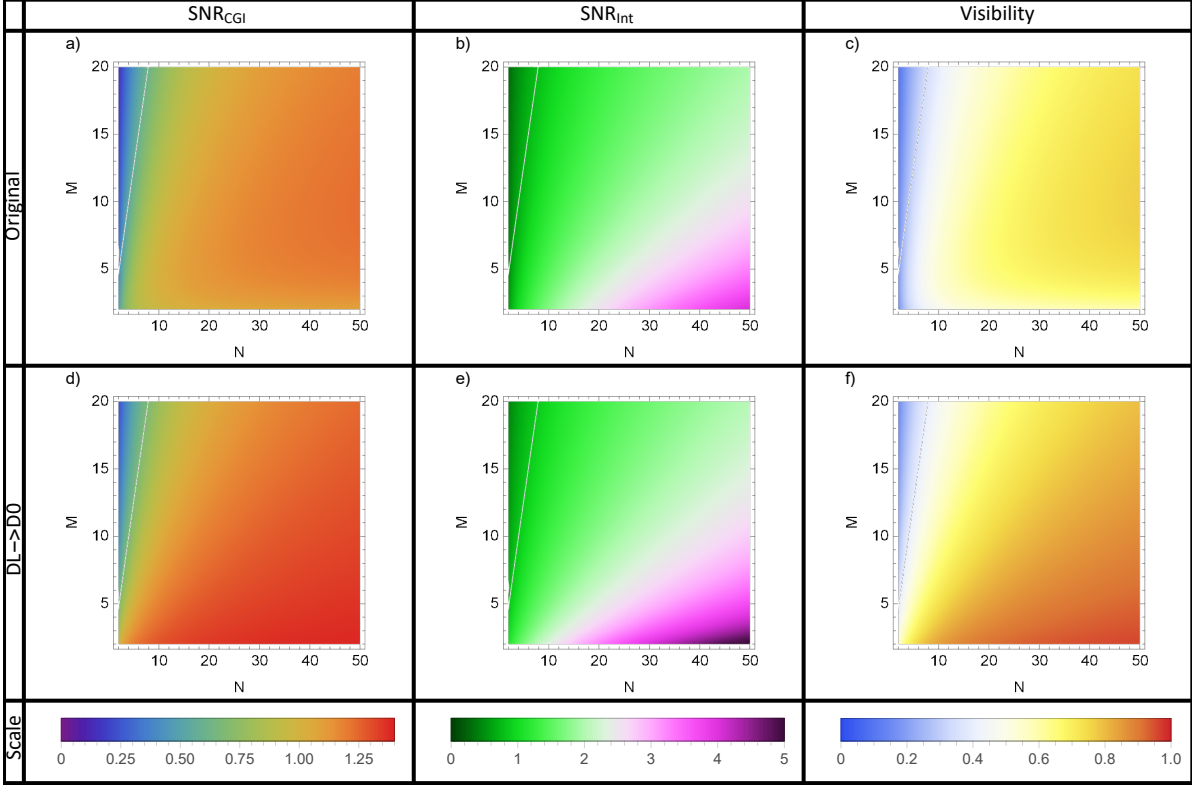 SNRCGI SNRInt Visibility
Original
a) b) c)
20 20 20
15 15 15
M M M
10 10 10
5 5 5
10 20 30 40 50 10 20 30 40 50 10 20 30 40 50
N N N
DL–>D0
d) e) f)
20 20 20
15 15 15
M M M
10 10 10
5 5 5
10 20 30 40 50 10 20 30 40 50 10 20 30 40 50
N N N
Scale
0 0.25 0.50 0.75 1.00 1.25 0 1 2 3 4 5 0 0.2 0.4 0.6 0.8 1.0